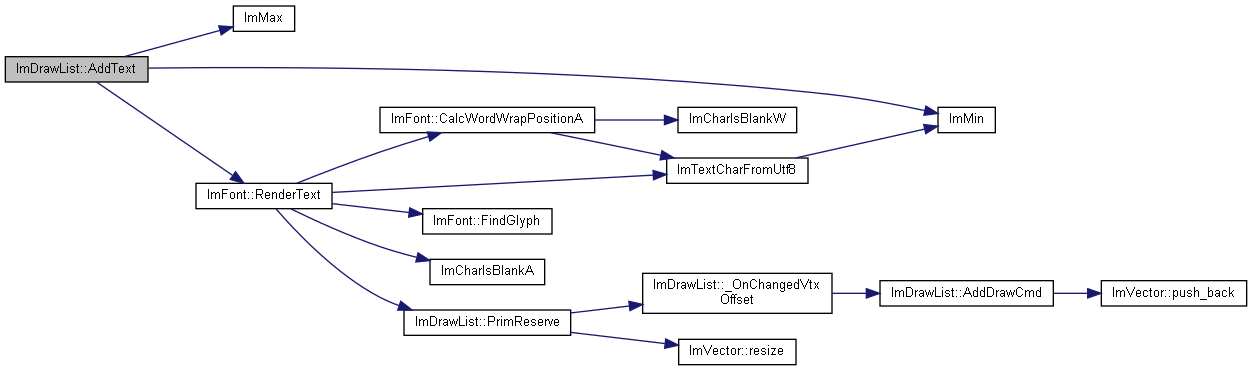 ImMax
ImDrawList::AddText
ImFont::CalcWordWrapPositionA
ImCharIsBlankW
ImMin
ImTextCharFromUtf8
ImFont::RenderText
ImFont::FindGlyph
ImCharIsBlankA
ImDrawList::_OnChangedVtx
Offset
ImDrawList::AddDrawCmd
ImVector::push_back
ImDrawList::PrimReserve
ImVector::resize